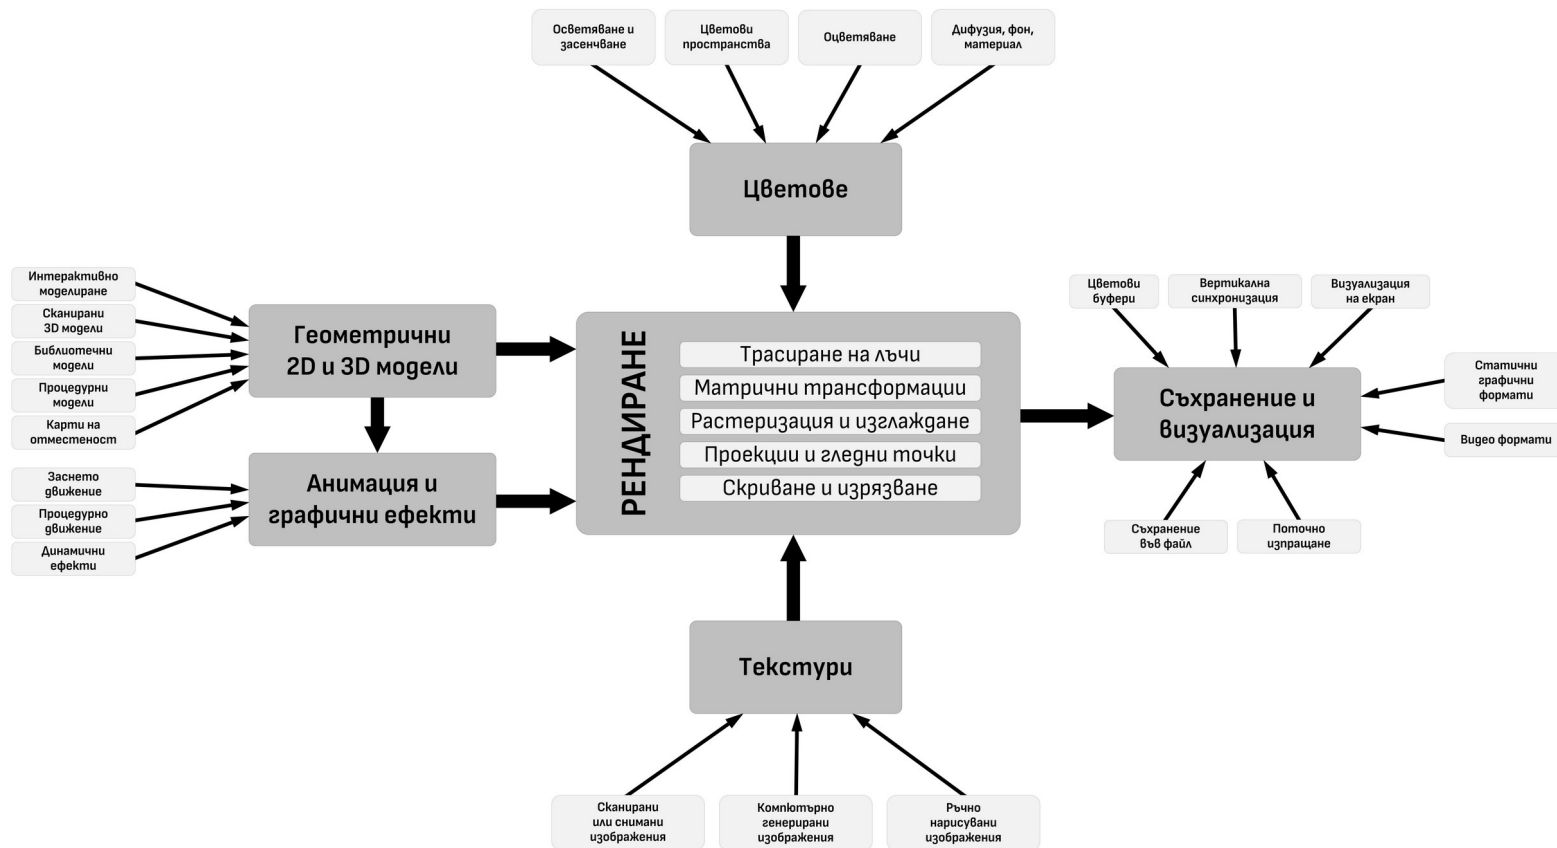 Осветяване и
засенчване
Цветови
пространства
Оцветяване
Дифузия, фон,
материал
Цветове
Интерактивно
моделиране
Сканирани
3D модели
Библиотечни
модели
Процедурни
модели
Карти на
отместеност
Геометрични
2D и 3D модели
Заснето
движение
Процедурно
движение
Динамични
ефекти
Анимация и
графични ефекти
РЕНДИРАНЕ
Трасиране на лъчи
Матрични трансформации
Растеризация и изглаждане
Проекции и гледни точки
Скриване и изрязване
Цветови
буфери
Вертикална
синхронизация
Визуализация
на екран
Съхранение и
визуализация
Статични
графични
формати
Видео формати
Съхранение
във файл
Поточно
изпращане
Текстури
Сканирани
или снимани
изображения
Компютърно
генерирани
изображения
Ръчно
нарисувани
изображения